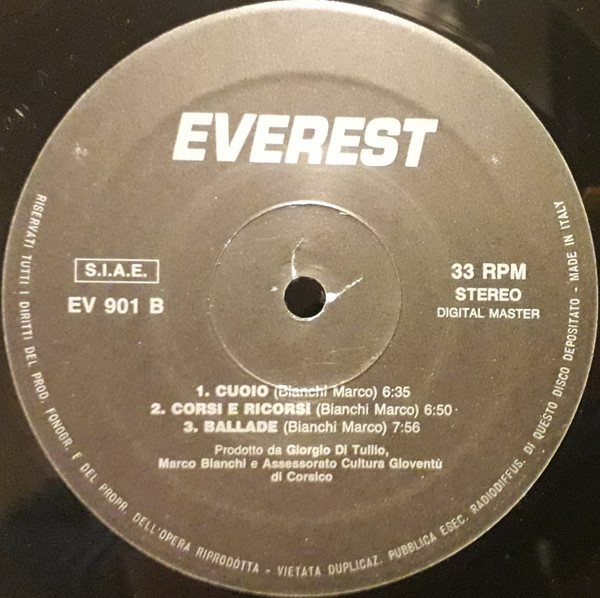 EVEREST
S.I.A.E.
EV 901 B
33 RPM
STEREO
DIGITAL MASTER
1. CUOIO (Bianchi Marco) 6:35
2. CORSI E RICORSI (Bianchi Marco) 6:50
3. BALLADE (Bianchi Marco) 7:56
Prodotto da Giorgio Di Tullio,
Marco Bianchi e Assessorato Cultura Gioventù
di Corsico
RISERVATI TUTTI I DIRITTI DEL PROD. FONOGR. E DEL PROPR. DELL'OPERA RIPRODOTTA - VIETATA DUPLICAZ. PUBBLICA ESEC. RADIODIFFUS. DI QUESTO DISCO DEPOSITATO - MADE IN ITALY